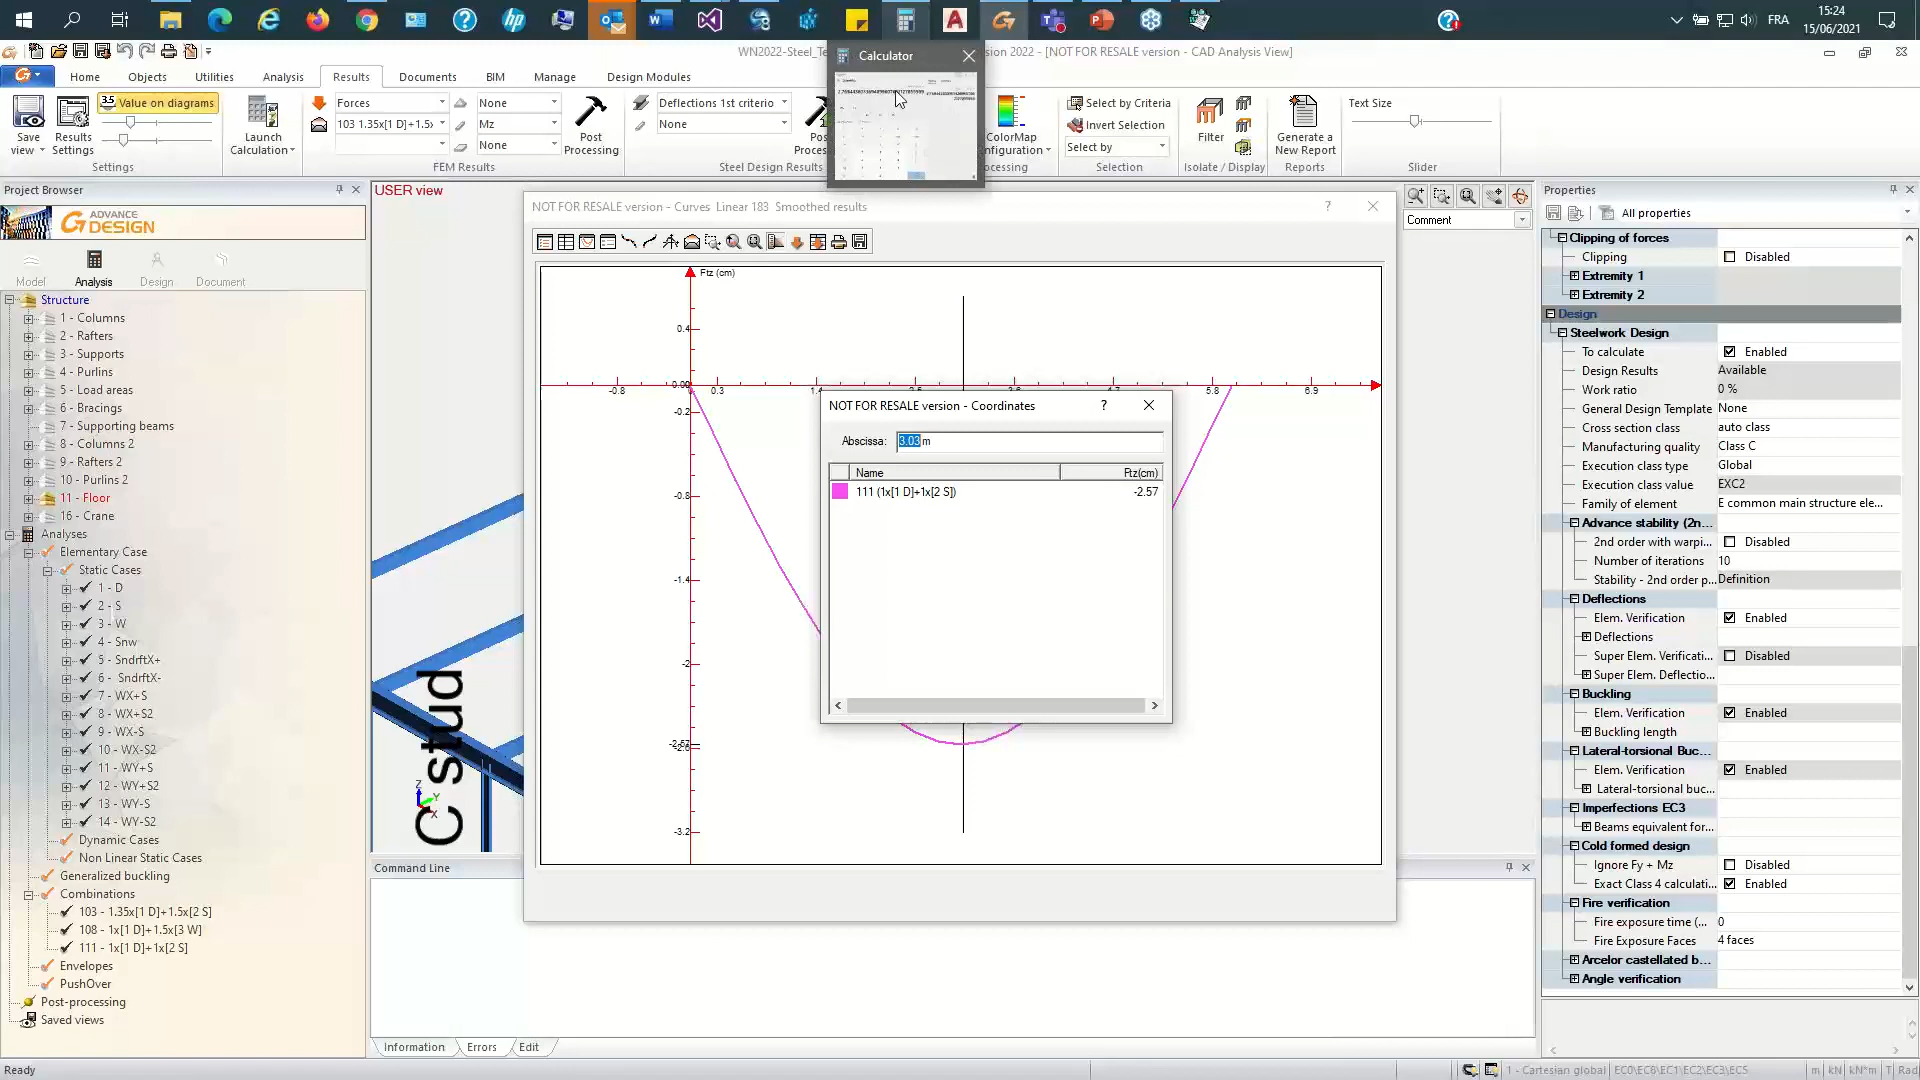 FRA
15:24
15/06/2021
WN2022-Steel_Te
sion 2022 - [NOT FOR RESALE version - CAD Analysis View]
Calculator
Home
Objects
Utilities
Analysis
Results
Documents
BIM
Manage
Design Modules
3.5
Value on diagrams
Save
view
Results
Settings
Settings
Launch
Calculation
Forces
103 1.35x[1 D]+1.5x
None
Mz
None
Post
Processing
FEM Results
Deflections 1st criterio
None
Pos
Proces
Steel Design Results
ColorMap
nfiguration
ocessing
Select by Criteria
Invert Selection
Select by
Selection
Filter
Isolate / Display
Generate a
New Report
Reports
Text Size
Slider
Project Browser
ADVANCE
DESIGN
Model
Analysis
Design
Document
Structure
1 - Columns
2 - Rafters
3 - Supports
4 - Purlins
5 - Load areas
6 - Bracings
7 - Supporting beams
8 - Columns 2
9 - Rafters 2
10 - Purlins 2
11 - Floor
16 - Crane
Analyses
Elementary Case
Static Cases
1 - D
2 - S
3 - W
4 - Snw
5 - SndrftX+
6 - SndrftX-
7 - WX+S
8 - WX+S2
9 - WX-S
10 - WX-S2
11 - WY+S
12 - WY+S2
13 - WY-S
14 - WY-S2
Dynamic Cases
Non Linear Static Cases
Generalized buckling
Combinations
103 - 1.35x[1 D]+1.5x[2 S]
108 - 1x[1 D]+1.5x[3 W]
111 - 1x[1 D]+1x[2 S]
Envelopes
PushOver
Post-processing
Saved views
USER view
C stud
Z
Y
X
NOT FOR RESALE version - Curves Linear 183 Smoothed results
Ftz (cm)
0.4
0.00
-0.2
-0.8
-1.4
-2
-3.2
-0.8
0.3
5.8
6.9
NOT FOR RESALE version - Coordinates
Abscissa:
3.03 m
Name
Ftz(cm)
111 (1x[1 D]+1x[2 S])
-2.57
Comment
Command Line
Information
Errors
Edit
Properties
All properties
Clipping of forces
Clipping
Disabled
Extremity 1
Extremity 2
Design
Steelwork Design
To calculate
Enabled
Design Results
Available
Work ratio
0 %
General Design Template
None
Cross section class
auto class
Manufacturing quality
Class C
Execution class type
Global
Execution class value
EXC2
Family of element
E common main structure ele...
Advance stability (2n...
2nd order with warpi...
Disabled
Number of iterations
10
Stability - 2nd order p...
Definition
Deflections
Elem. Verification
Enabled
Deflections
Super Elem. Verificati...
Disabled
Super Elem. Deflectio...
Buckling
Elem. Verification
Enabled
Buckling length
Lateral-torsional Buc...
Elem. Verification
Enabled
Lateral-torsional buc...
Imperfections EC3
Beams equivalent for...
Cold formed design
Ignore Fy + Mz
Disabled
Exact Class 4 calculati...
Enabled
Fire verification
Fire exposure time (...
0
Fire Exposure Faces
4 faces
Arcelor castellated b...
Angle verification
Ready
1 - Cartesian global
EC0\EC8\EC1\EC2\EC3\EC5
m
kN
kN*m
T
Rad